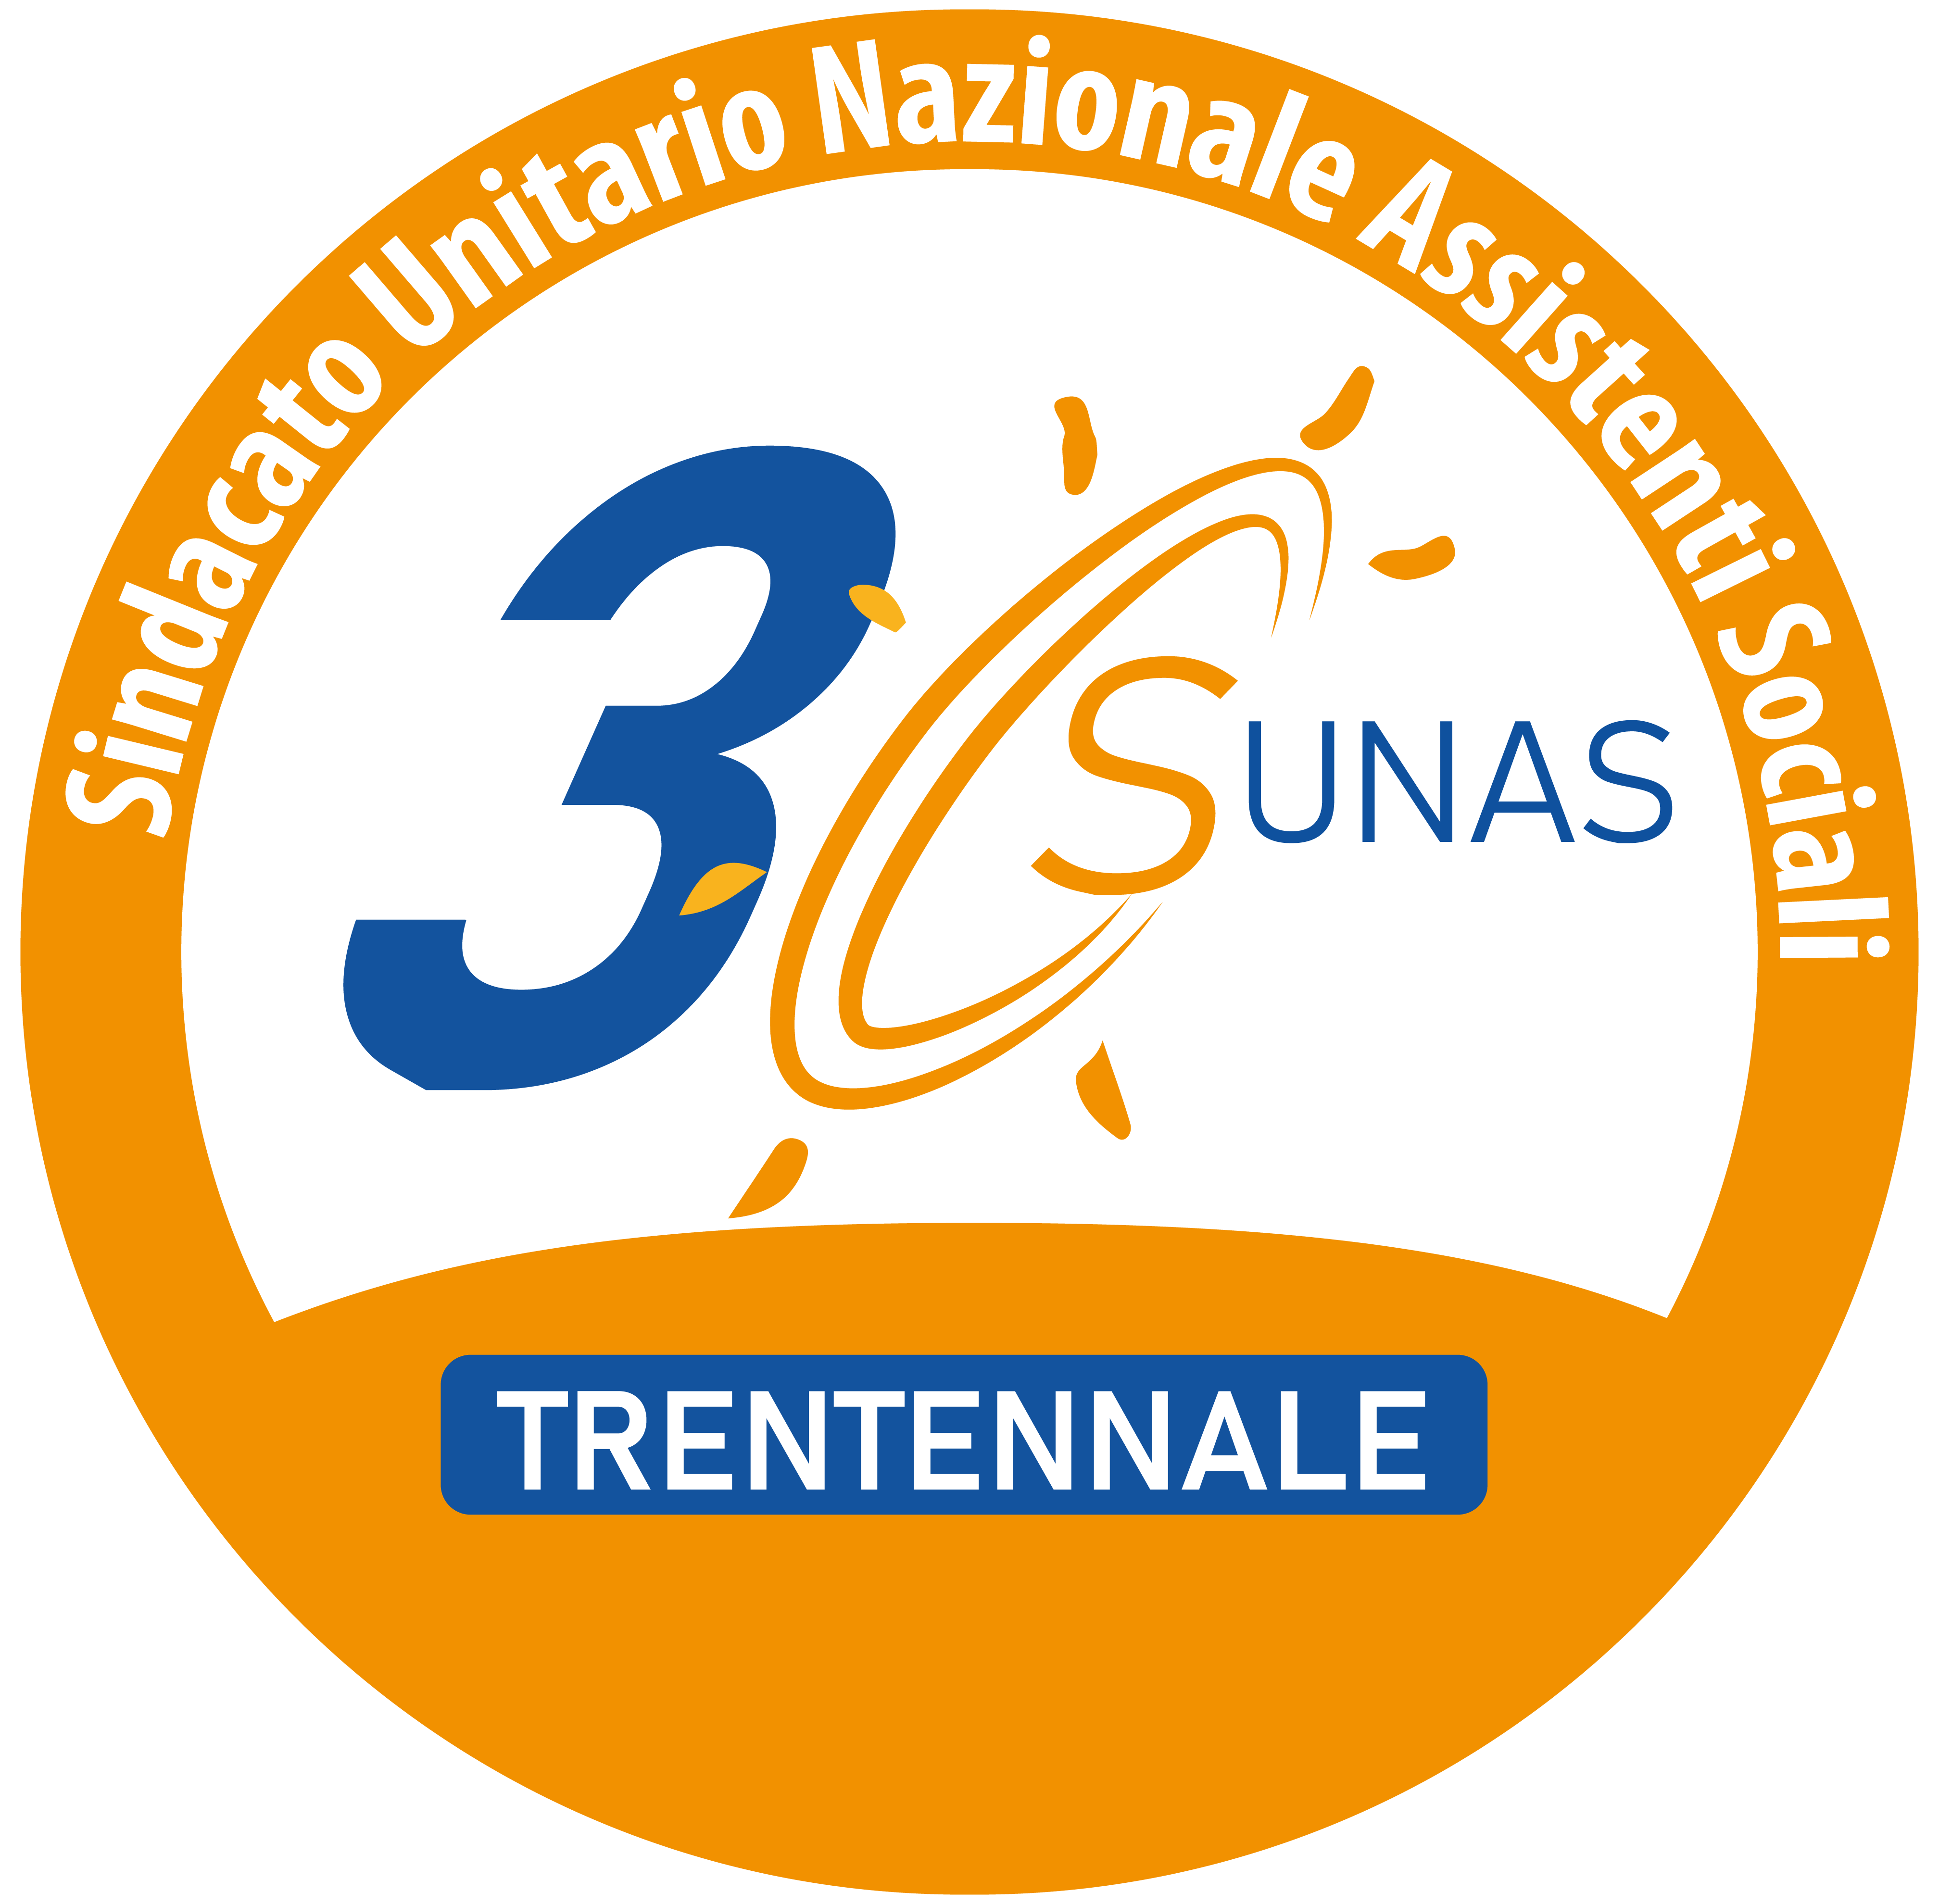 Sindacato Unitario Nazionale Assistenti Sociali
30
SUNAS
TRENTENNALE